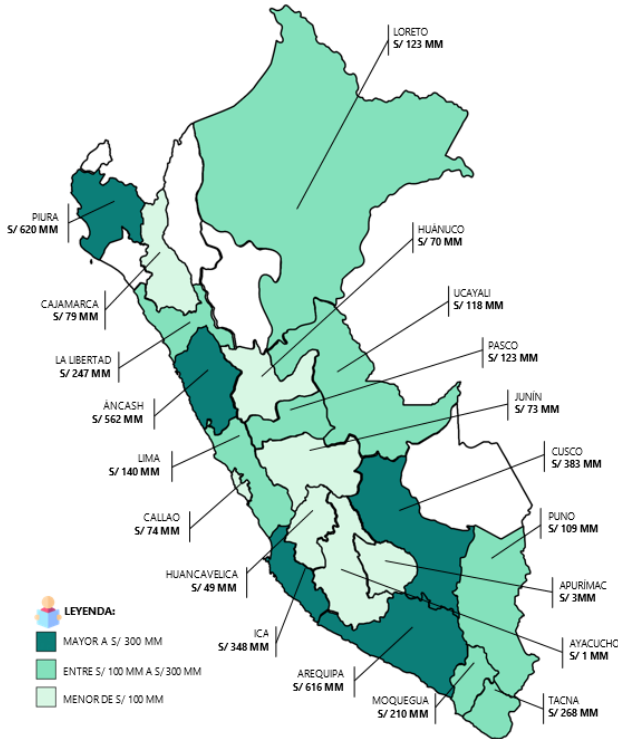 LORETO
S/ 123 MM
PIURA
S/ 620 MM
HUÁNUCO
S/ 70 MM
CAJAMARCA
S/ 79 MM
UCAYALI
S/ 118 MM
LA LIBERTAD
S/ 247 MM
PASCO
S/ 123 MM
ÁNCASH
S/ 562 MM
JUNÍN
S/ 73 MM
LIMA
S/ 140 MM
CUSCO
S/ 383 MM
CALLAO
S/ 74 MM
PUNO
S/ 109 MM
HUANCAVELICA
S/ 49 MM
APURÍMAC
S/ 3MM
ICA
S/ 348 MM
AYACUCHO
S/ 1 MM
AREQUIPA
S/ 616 MM
MOQUEGUA
S/ 210 MM
TACNA
S/ 268 MM
LEYENDA:
MAYOR A S/ 300 MM
ENTRE S/ 100 MM A S/ 300 MM
MENOR DE S/ 100 MM